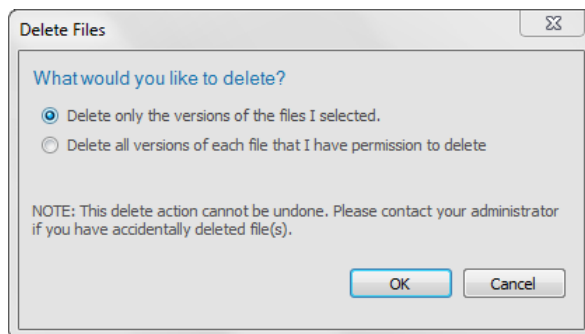 Delete Files
What would you like to delete?
Delete only the versions of the files I selected.
Delete all versions of each file that I have permission to delete
NOTE: This delete action cannot be undone. Please contact your administrator
if you have accidentally deleted file(s).
OK Cancel